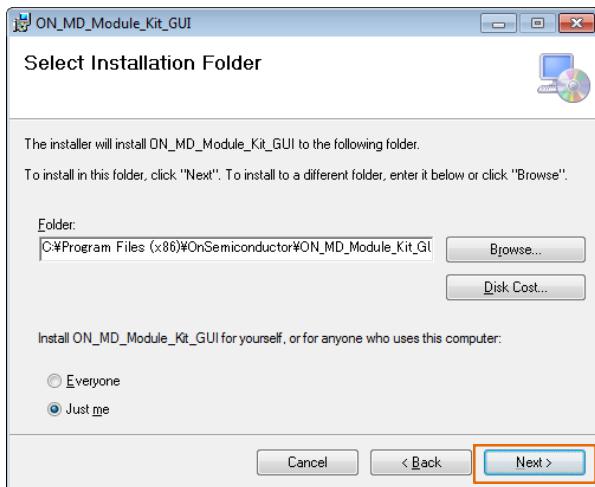 ON_MD_Module_Kit_GUI
Select Installation Folder
The installer will install ON_MD_Module_Kit_GUI to the following folder.
To install in this folder, click "Next". To install to a different folder, enter it below or click "Browse".
Folder:
C:¥Program Files (x86)¥OnSemiconductor¥ON_MD_Module_Kit_GU
Browse...
Disk Cost...
Install ON_MD_Module_Kit_GUI for yourself, or for anyone who uses this computer:
Everyone
Just me
Cancel
< Back
Next >